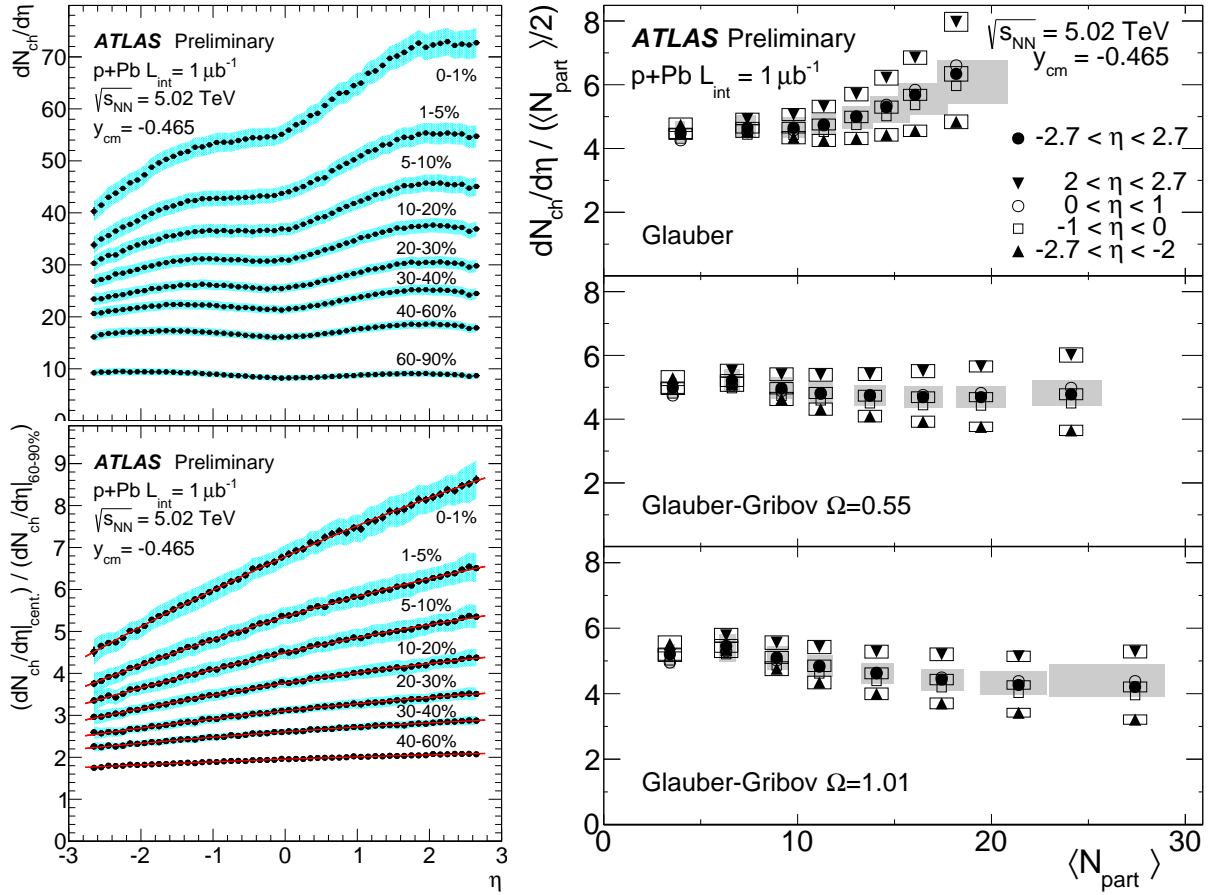 dN_ch/dη
70
60
50
40
30
20
10
0
ATLAS Preliminary
p+Pb L_int = 1 μb⁻¹
√s_NN = 5.02 TeV
y_cm = -0.465
0-1%
1-5%
5-10%
10-20%
20-30%
30-40%
40-60%
60-90%
(dN_ch/dη|_cent.) / (dN_ch/dη|_60-90%)
9
8
7
6
5
4
3
2
1
0
ATLAS Preliminary
p+Pb L_int = 1 μb⁻¹
√s_NN = 5.02 TeV
y_cm = -0.465
0-1%
1-5%
5-10%
10-20%
20-30%
30-40%
40-60%
-3 -2 -1 0 1 2 3
η
dN_ch/dη / (⟨N_part⟩/2)
8
6
4
2
ATLAS Preliminary
p+Pb L_int = 1 μb⁻¹
√s_NN = 5.02 TeV
y_cm = -0.465
-2.7 < η < 2.7
2 < η < 2.7
0 < η < 1
-1 < η < 0
-2.7 < η < -2
Glauber
8
6
4
2
0
Glauber-Gribov Ω=0.55
8
6
4
2
0
Glauber-Gribov Ω=1.01
0 10 20 30
⟨N_part⟩